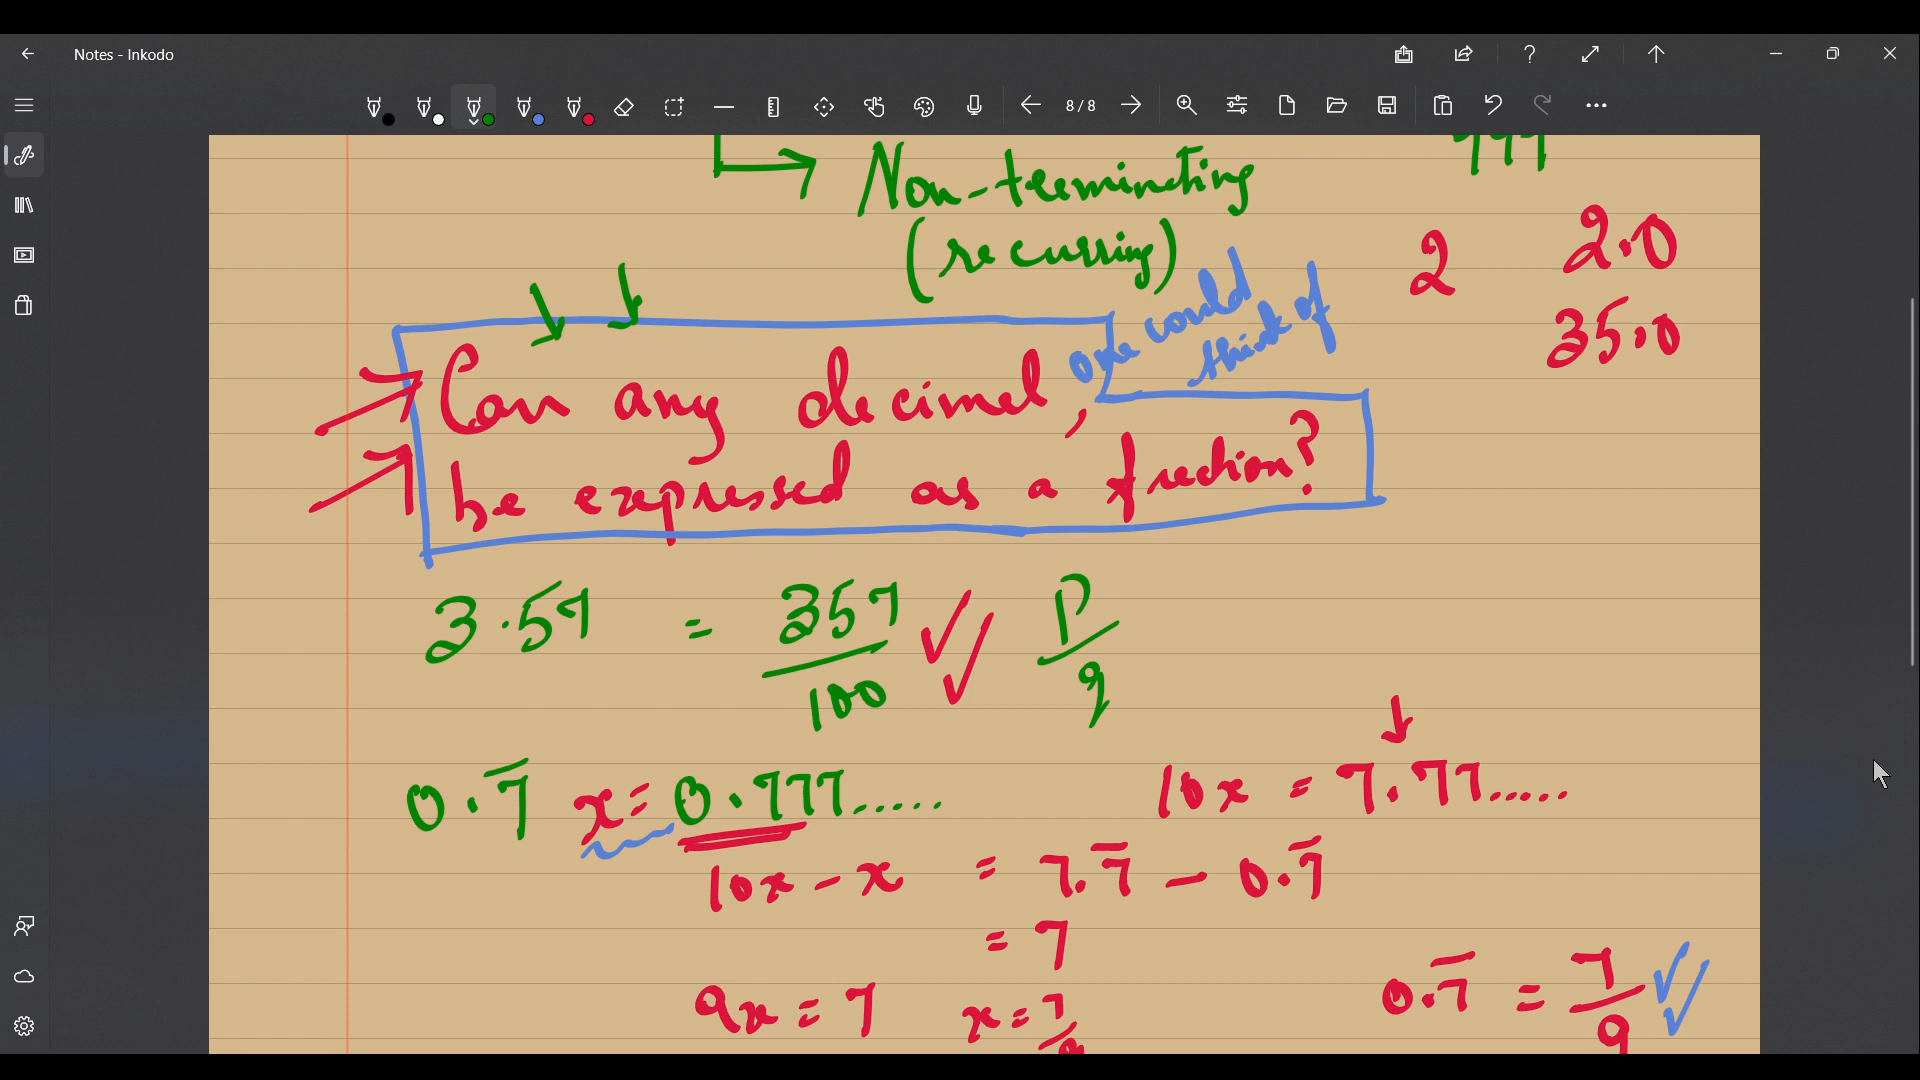 Notes - Inkodo
8 / 8
Non-terminating
(recurring)
2 2.0
35.0
Can any decimal, one could think of
be expressed as a fraction?
3.57 = 357/100 p/q
0.7̅ x = 0.777..... 10x = 7.77.....
10x - x = 7.7̅ - 0.7̅
= 7
9x = 7 x = 7/9 0.7̅ = 7/9